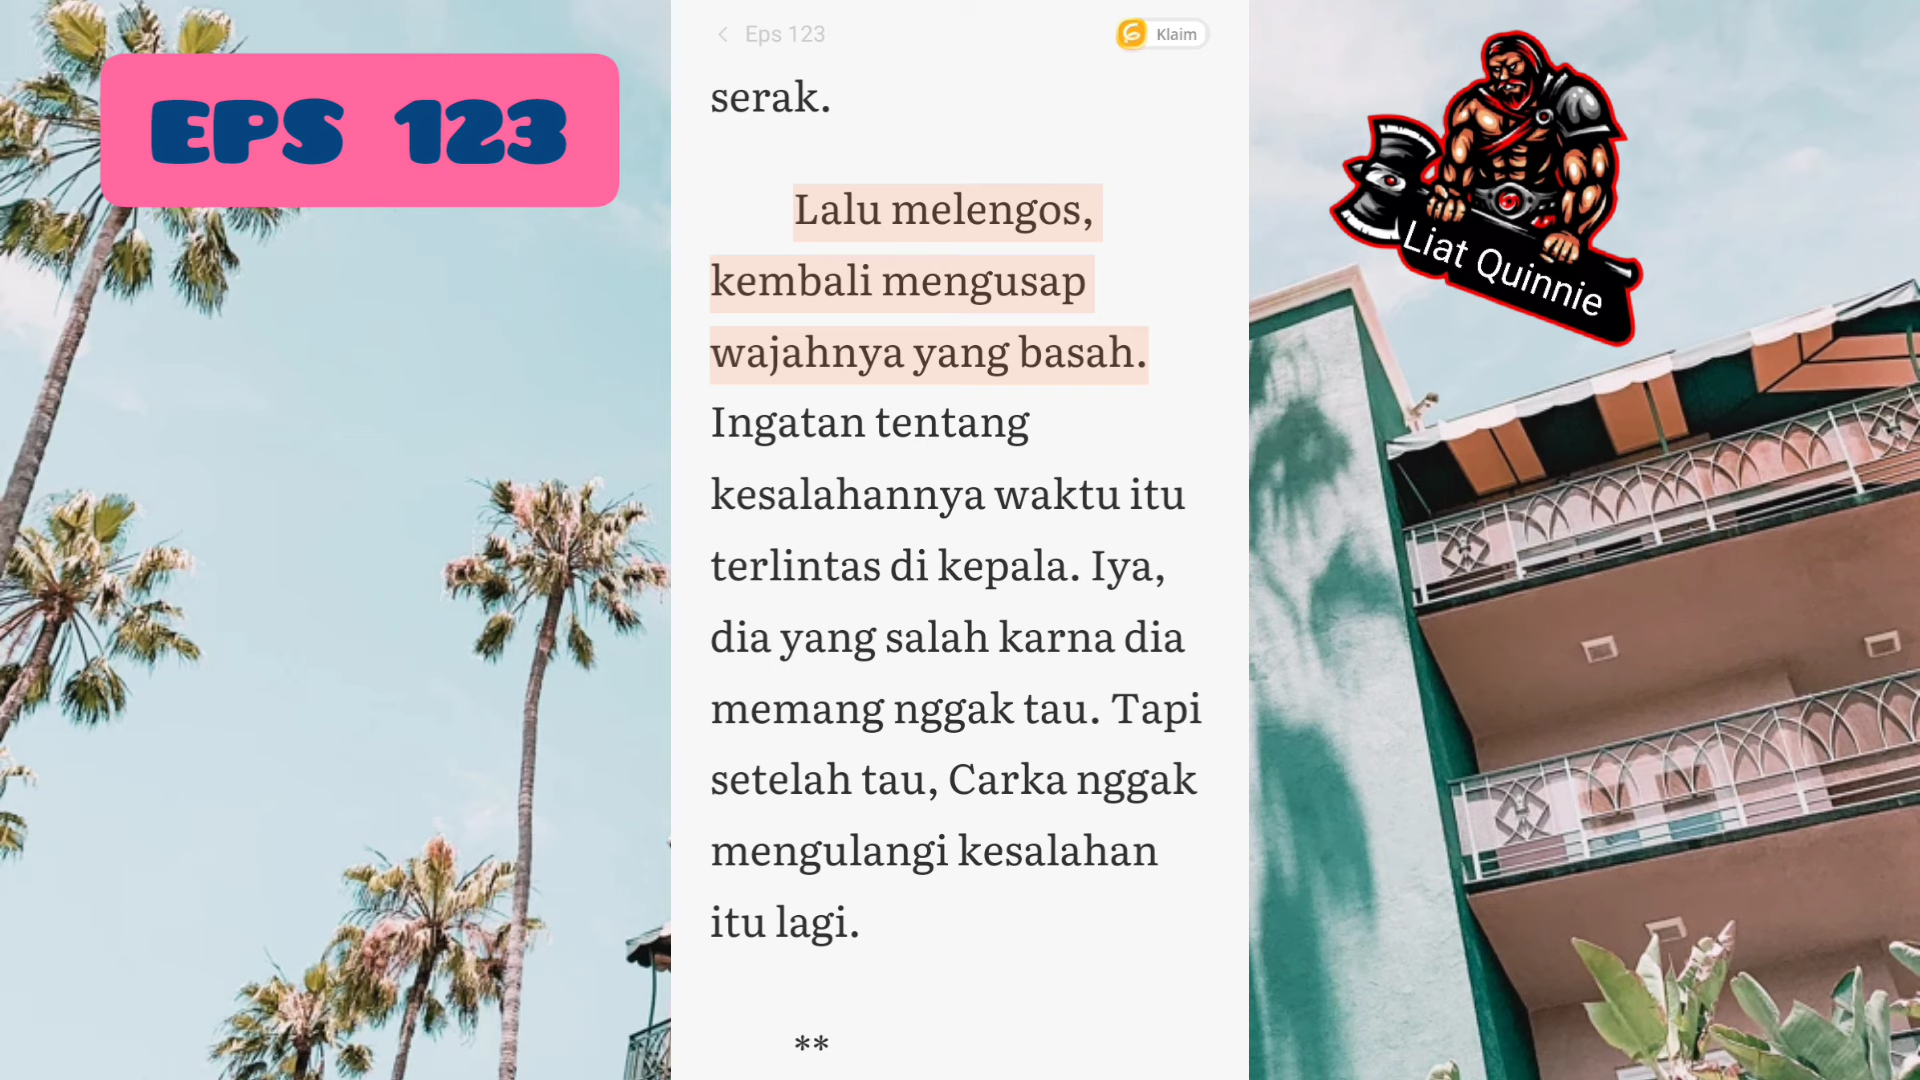 EPS 123
Eps 123
Klaim
serak.
Lalu melengos,
kembali mengusap
wajahnya yang basah.
Ingatan tentang
kesalahannya waktu itu
terlintas di kepala. Iya,
dia yang salah karna dia
memang nggak tau. Tapi
setelah tau, Carka nggak
mengulangi kesalahan
itu lagi.
**
Liat Quinnie